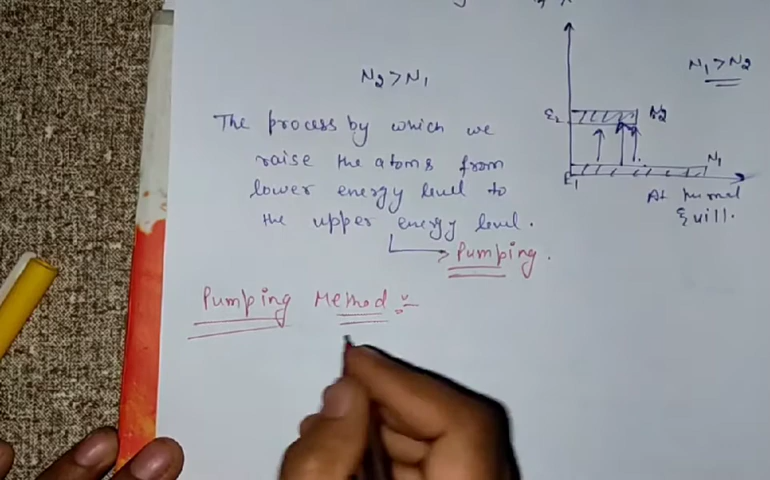 N₂ > N₁
N₁ > N₂
The process by which we
raise the atoms from
lower energy level to
the upper energy level.
Pumping.
E₂
N₂
N₁
E₁
At thermal
Equill.
Pumping Method :-